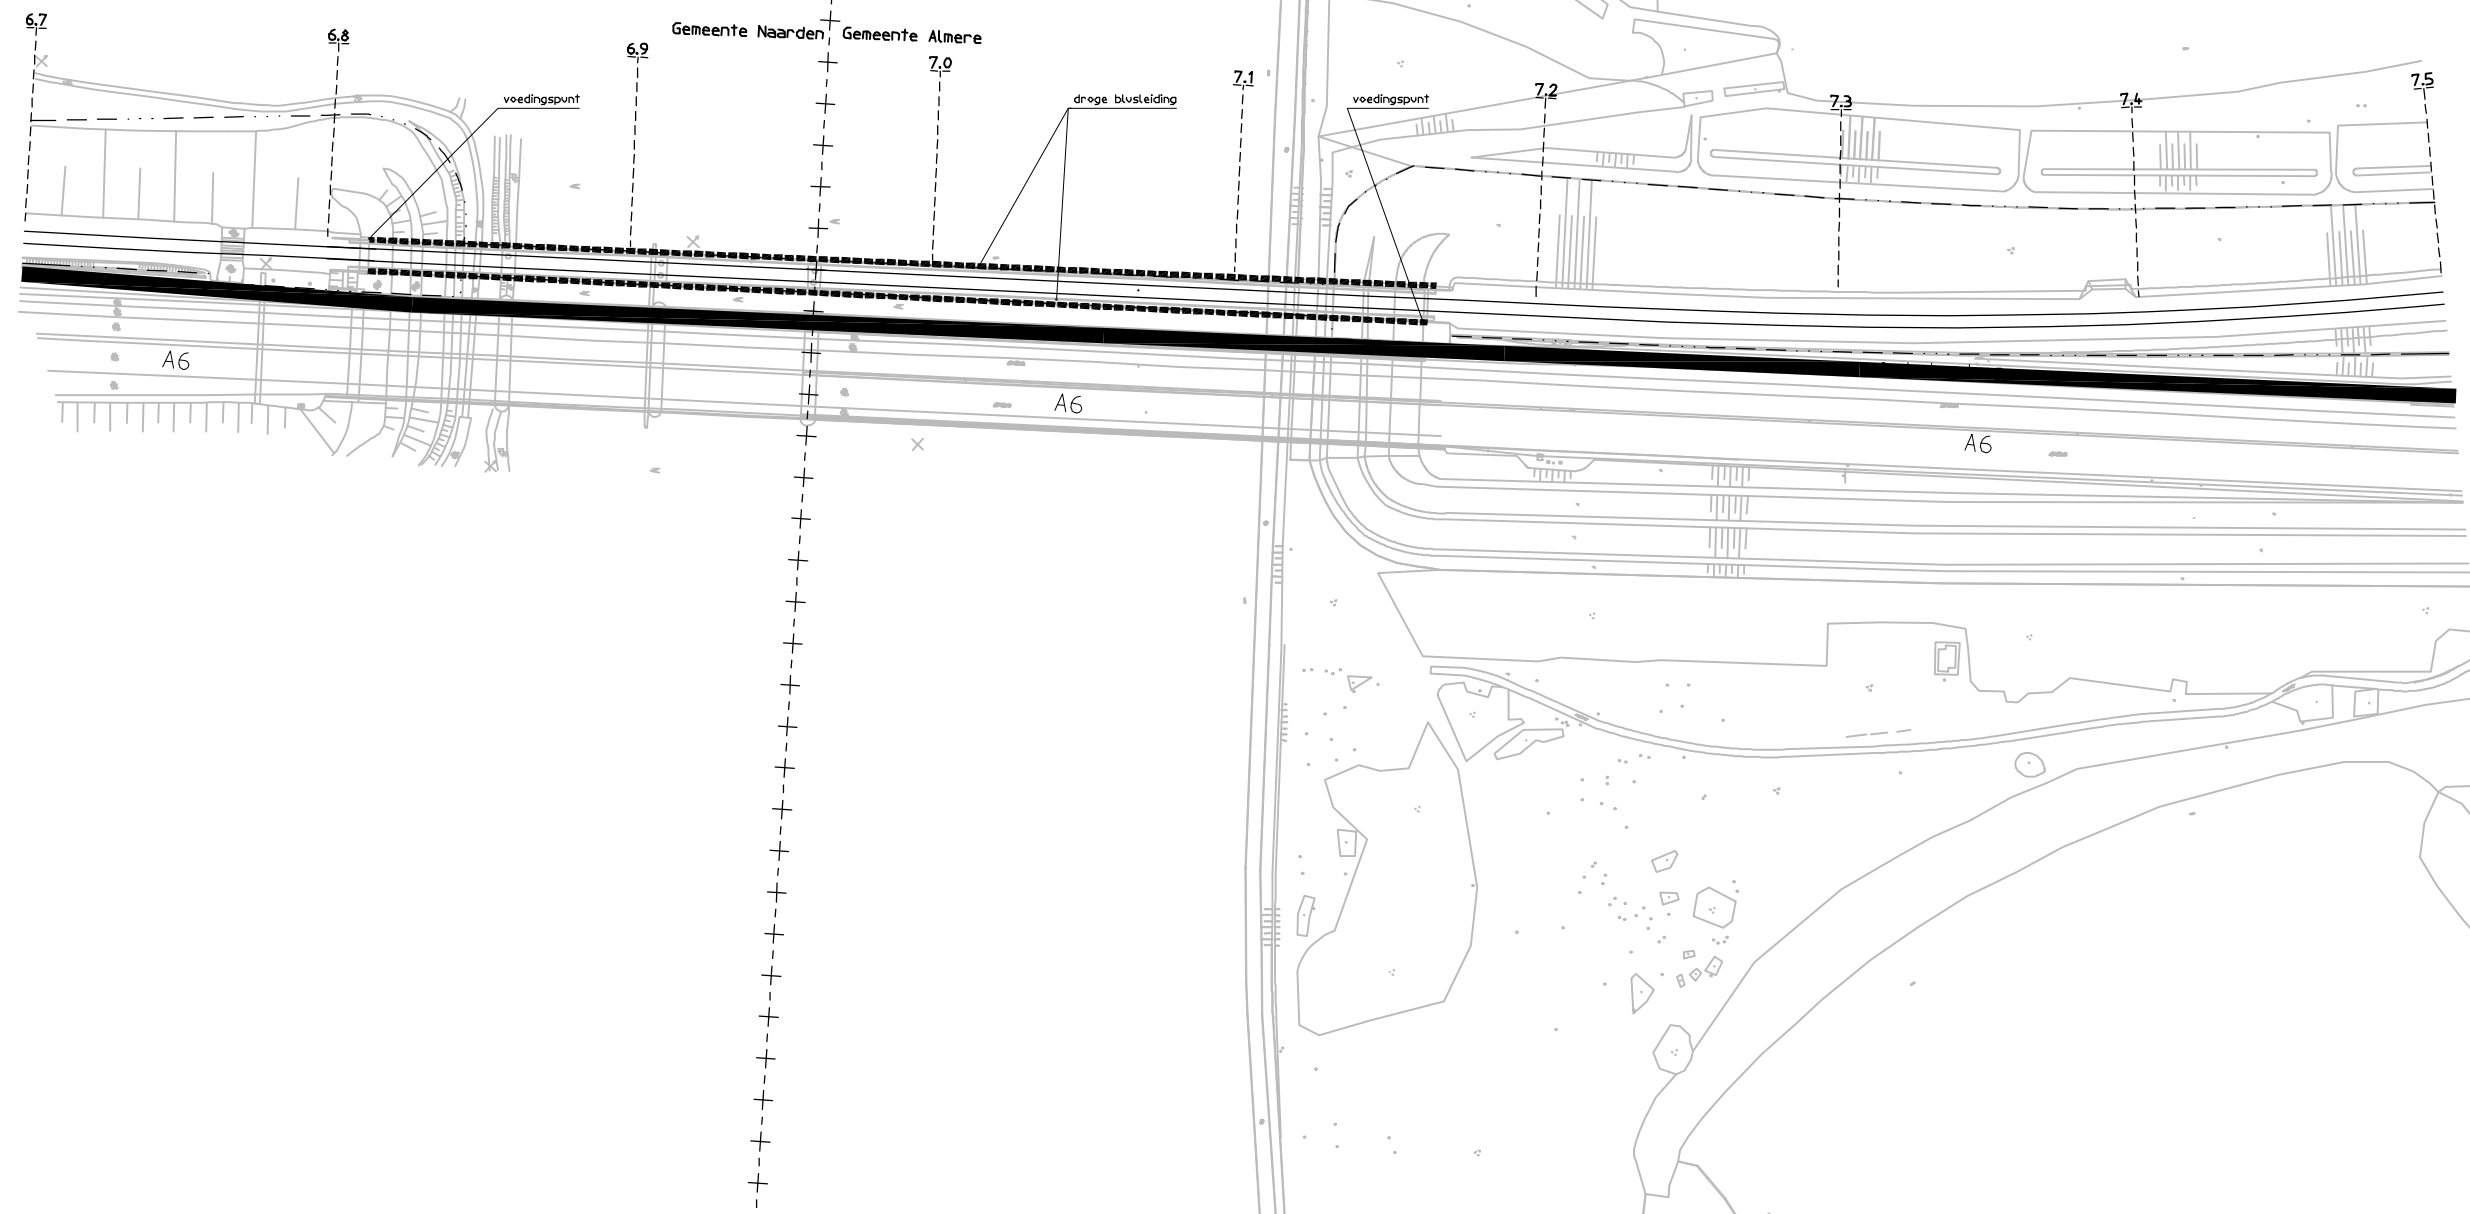 6.7
6.8
6.9
Gemeente Naarden
Gemeente Almere
7.0
7.1
7.2
7.3
7.4
7.5
voedingspunt
droge blusleiding
voedingspunt
A6
A6
A6